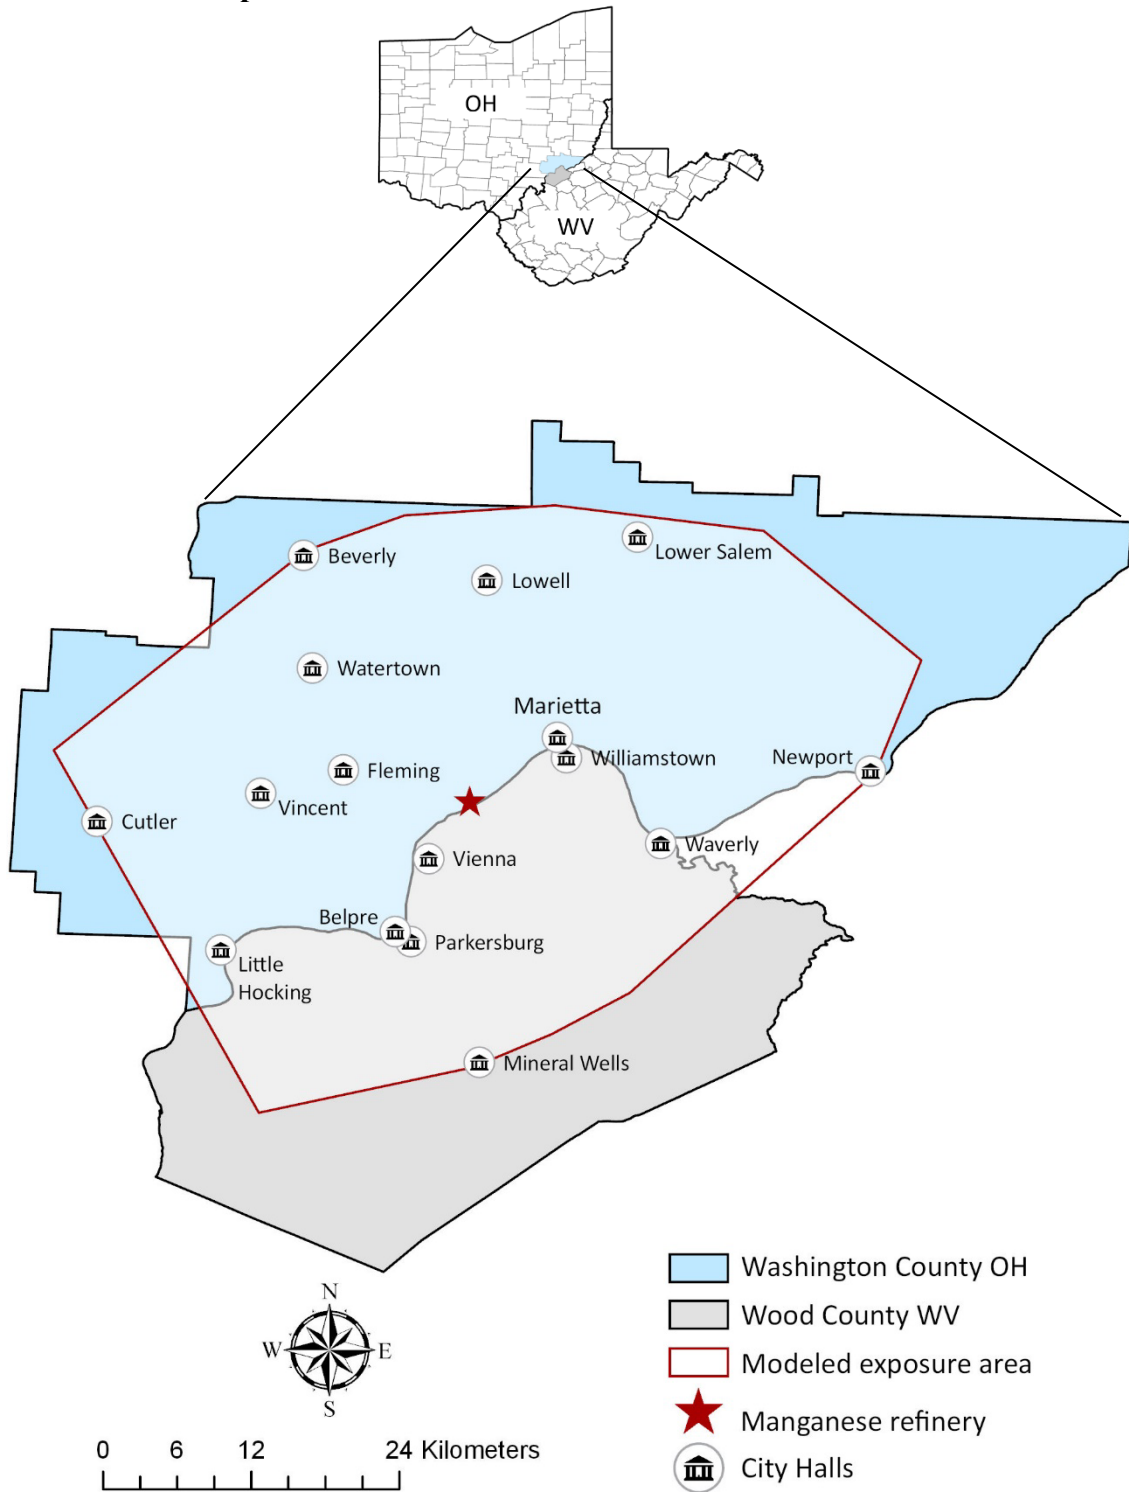 OH
WV
Beverly
Lower Salem
Lowell
Watertown
Marietta
Williamstown
Newport
Fleming
Vincent
Cutler
Waverly
Vienna
Belpre
Parkersburg
Little
Hocking
Mineral Wells
Washington County OH
Wood County WV
Modeled exposure area
Manganese refinery
City Halls
N
W
E
S
0 6 12 24 Kilometers